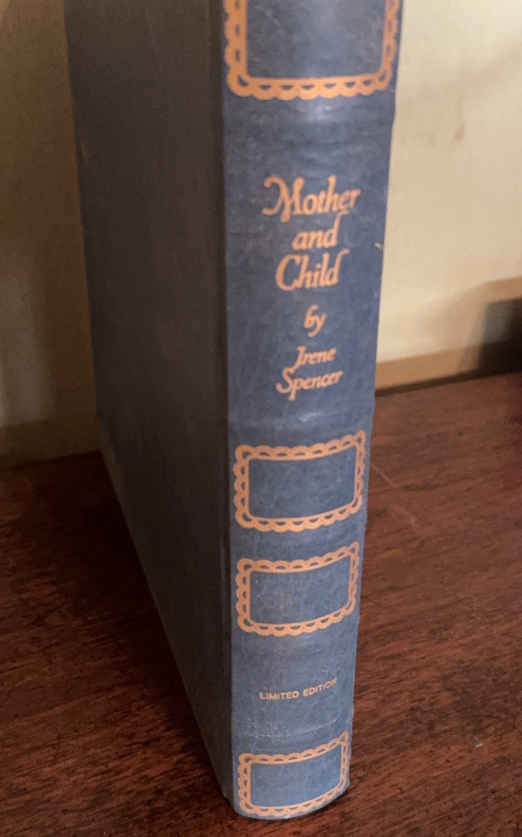 Mother
and
Child
by
Irene
Spencer
LIMITED EDITION